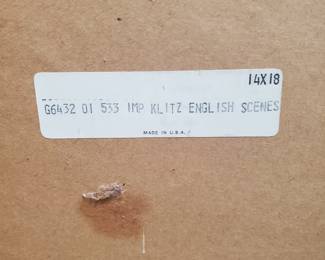 14X18
G6432 01 533 IMP KLITZ ENGLISH SCENES
MADE IN U.S.A.